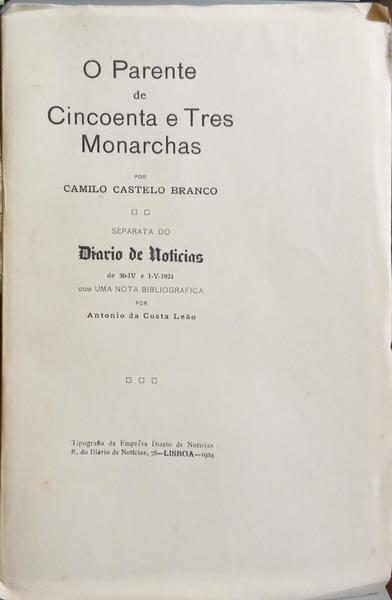 O Parente
de
Cincoenta e Tres
Monarchas
POR
CAMILO CASTELO BRANCO
SEPARATA DO
Diario de Noticias
de 30-IV e 1-V-1924
COM UMA NOTA BIBLIOGRAFICA
POR
Antonio da Costa Leão
Tipografia da Emprêsa Diario de Noticias
R. do Diário de Notícias, 78—LISBOA—1924